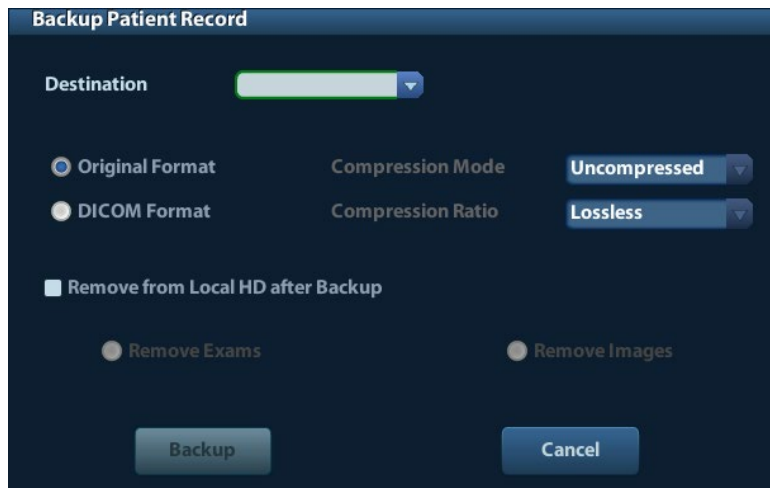 Backup Patient Record
Destination
Original Format Compression Mode Uncompressed
DICOM Format Compression Ratio Lossless
Remove from Local HD after Backup
Remove Exams Remove Images
Backup Cancel